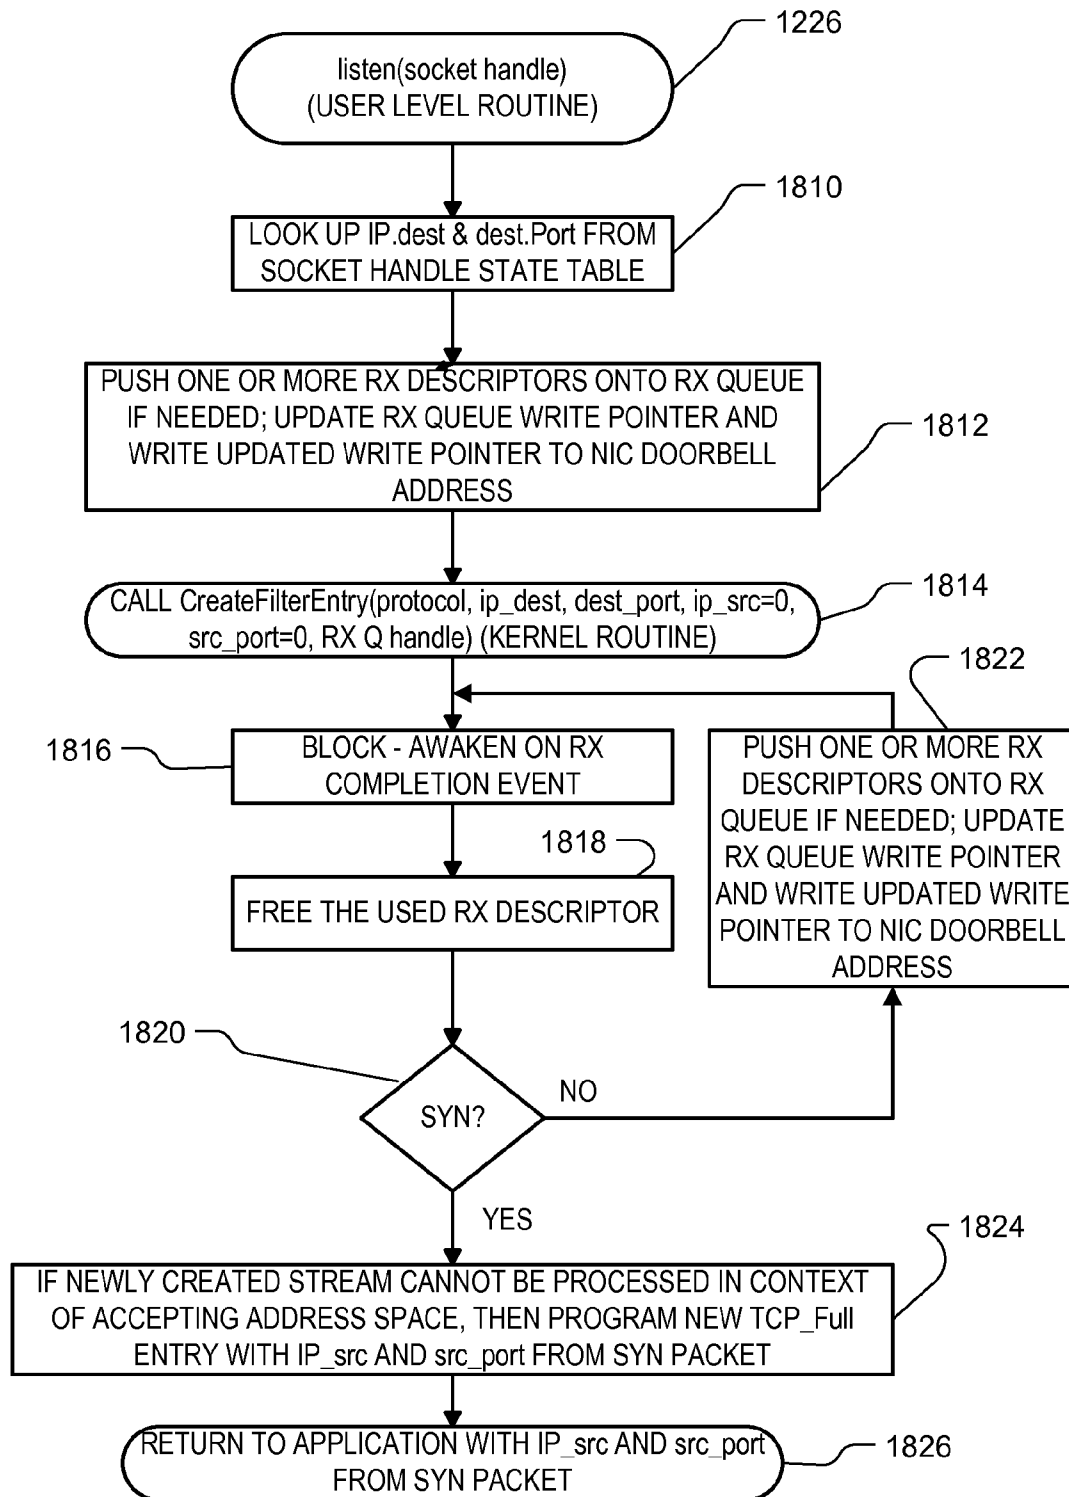 1226
listen(socket handle)
(USER LEVEL ROUTINE)
1810
LOOK UP IP.dest & dest.Port FROM
SOCKET HANDLE STATE TABLE
PUSH ONE OR MORE RX DESCRIPTORS ONTO RX QUEUE
IF NEEDED; UPDATE RX QUEUE WRITE POINTER AND
WRITE UPDATED WRITE POINTER TO NIC DOORBELL
ADDRESS
1812
CALL CreateFilterEntry(protocol, ip_dest, dest_port, ip_src=0,
src_port=0, RX Q handle) (KERNEL ROUTINE)
1814
1816
BLOCK - AWAKEN ON RX
COMPLETION EVENT
1822
PUSH ONE OR MORE RX
DESCRIPTORS ONTO RX
QUEUE IF NEEDED; UPDATE
RX QUEUE WRITE POINTER
AND WRITE UPDATED WRITE
POINTER TO NIC DOORBELL
ADDRESS
1818
FREE THE USED RX DESCRIPTOR
1820
SYN?
NO
YES
1824
IF NEWLY CREATED STREAM CANNOT BE PROCESSED IN CONTEXT
OF ACCEPTING ADDRESS SPACE, THEN PROGRAM NEW TCP_Full
ENTRY WITH IP_src AND src_port FROM SYN PACKET
RETURN TO APPLICATION WITH IP_src AND src_port
FROM SYN PACKET
1826